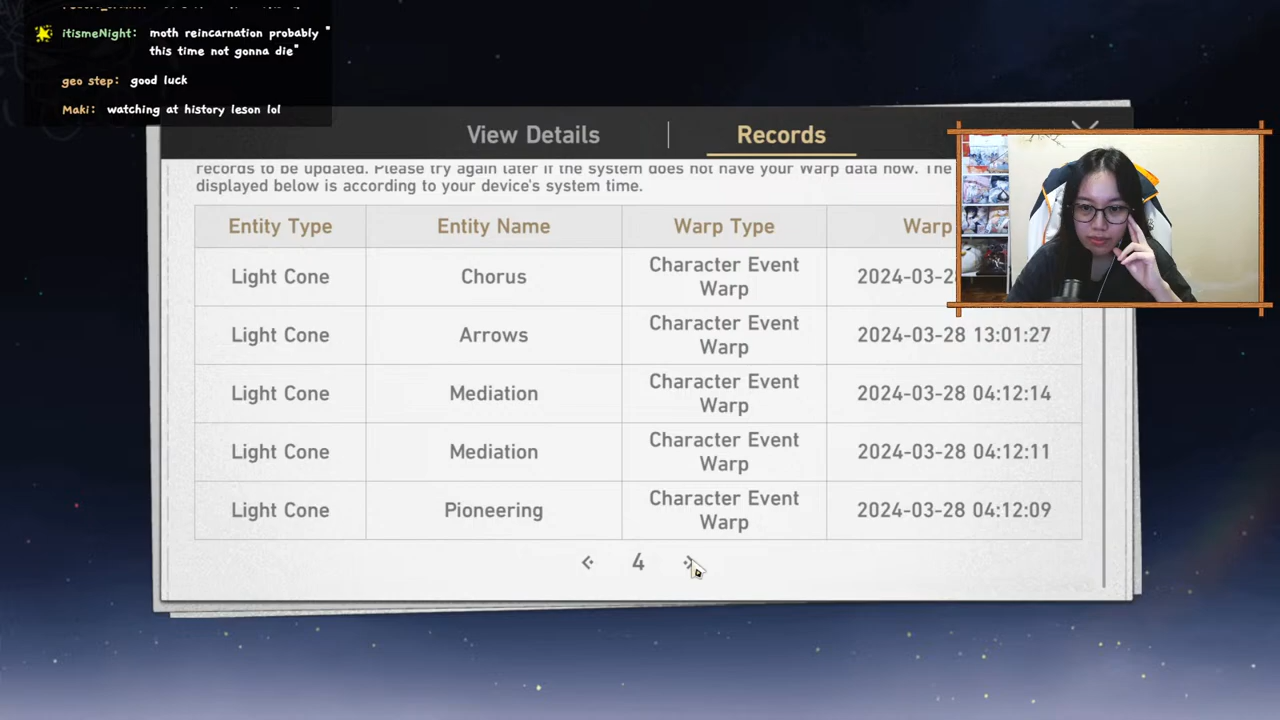 itismeNight: moth reincarnation probably "
this time not gonna die"
geo step: good luck
Maki: watching at history leson lol
View Details | Records
records to be updated. Please try again later if the system does not have your Warp data now. The
displayed below is according to your device's system time.
Entity Type Entity Name Warp Type Warp
Light Cone Chorus Character Event Warp 2024-03-28
Light Cone Arrows Character Event Warp 2024-03-28 13:01:27
Light Cone Mediation Character Event Warp 2024-03-28 04:12:14
Light Cone Mediation Character Event Warp 2024-03-28 04:12:11
Light Cone Pioneering Character Event Warp 2024-03-28 04:12:09
4